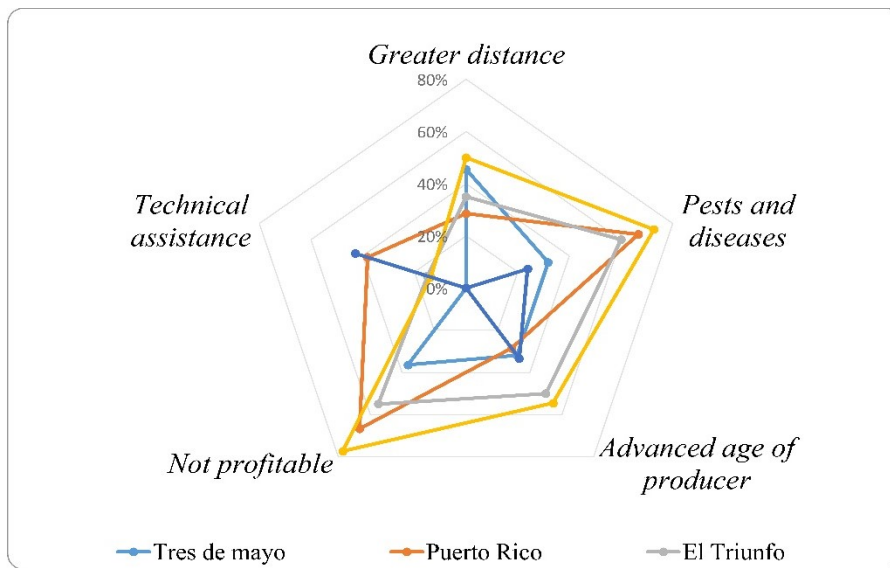 Greater distance
80%
60%
40%
20%
0%
Technical
assistance
Pests and
diseases
Not profitable
Advanced age of
producer
Tres de mayo
Puerto Rico
El Triunfo